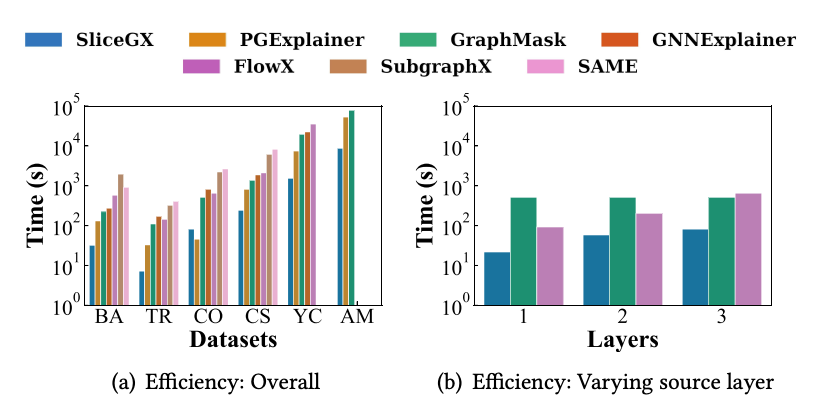 SliceGX PGExplainer GraphMask GNNExplainer
FlowX SubgraphX SAME
10^5
10^4
10^3
10^2
10^1
10^0
Time (s)
BA TR CO CS YC AM
Datasets
(a) Efficiency: Overall
10^5
10^4
10^3
10^2
10^1
10^0
Time (s)
1 2 3
Layers
(b) Efficiency: Varying source layer